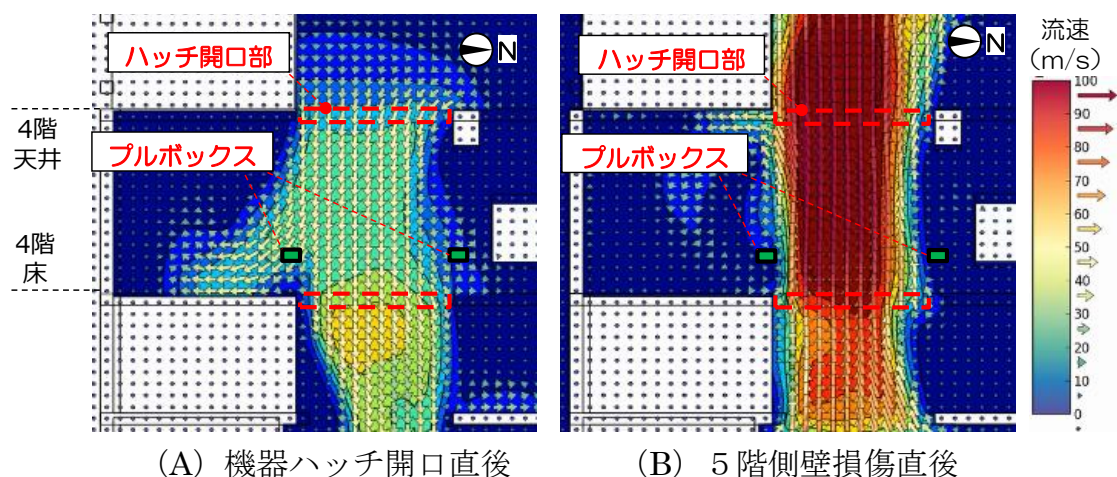 ハッチ開口部
N
プルボックス
4階
天井
4階
床
ハッチ開口部
N
プルボックス
流速
(m/s)
100
90
80
70
60
50
40
30
20
10
0
(A) 機器ハッチ開口直後
(B) 5階側壁損傷直後